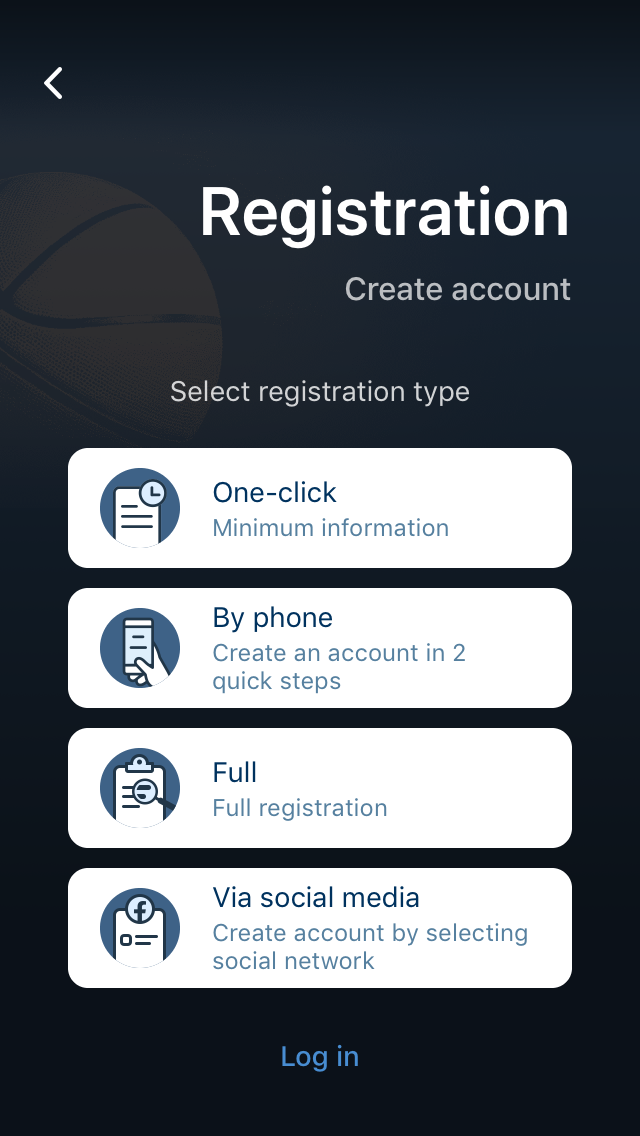 Registration
Create account
Select registration type
One-click
Minimum information
By phone
Create an account in 2
quick steps
Full
Full registration
Via social media
Create account by selecting
social network
Log in